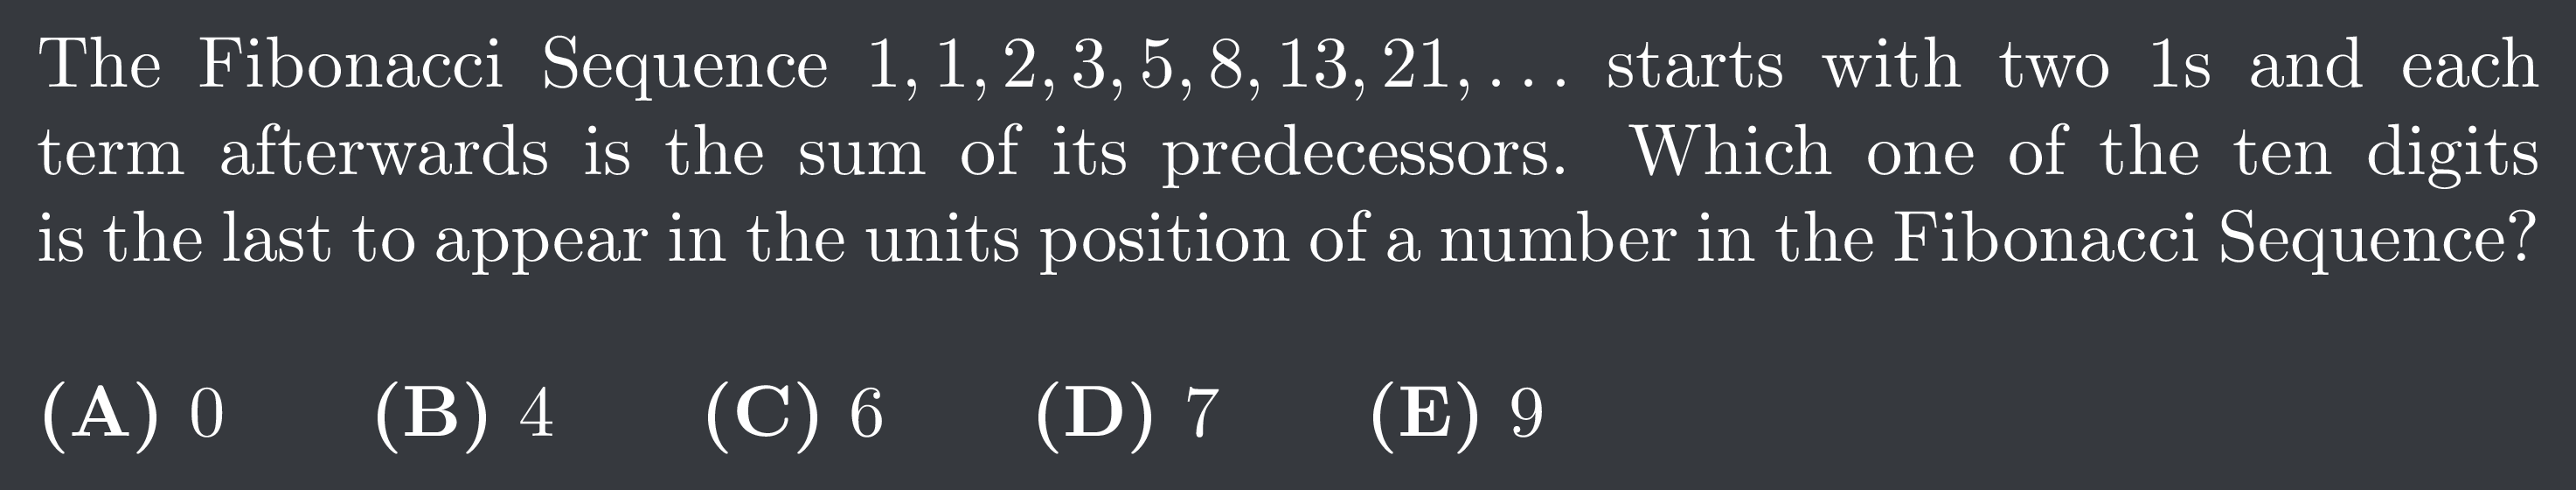 The Fibonacci Sequence 1, 1, 2, 3, 5, 8, 13, 21, . . . starts with two 1s and each
term afterwards is the sum of its predecessors. Which one of the ten digits
is the last to appear in the units position of a number in the Fibonacci Sequence?
(A) 0 (B) 4 (C) 6 (D) 7 (E) 9